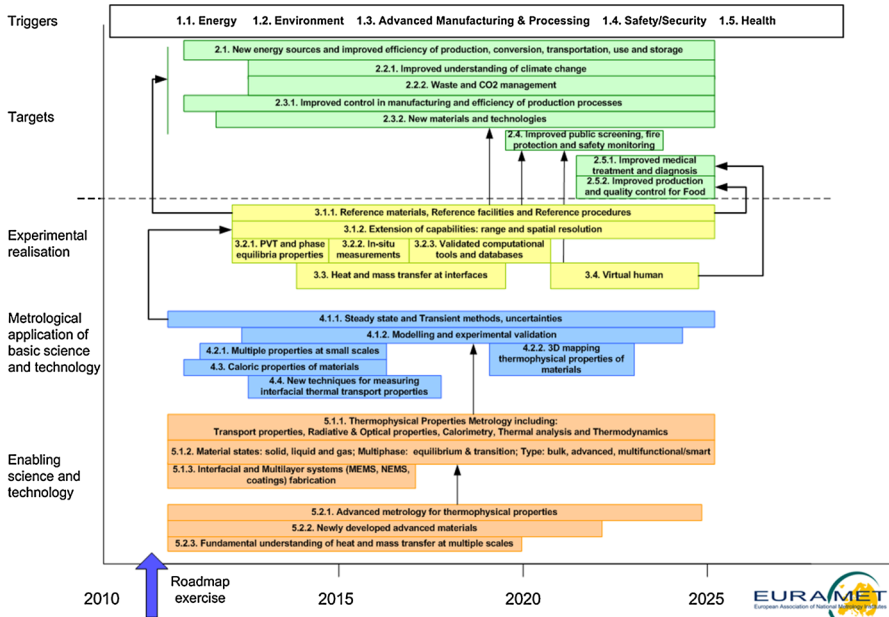 Triggers
1.1. Energy 1.2. Environment 1.3. Advanced Manufacturing & Processing 1.4. Safety/Security 1.5. Health
Targets
2.1. New energy sources and improved efficiency of production, conversion, transportation, use and storage
2.2.1. Improved understanding of climate change
2.2.2. Waste and CO2 management
2.3.1. Improved control in manufacturing and efficiency of production processes
2.3.2. New materials and technologies
2.4. Improved public screening, fire
protection and safety monitoring
2.5.1. Improved medical
treatment and diagnosis
2.5.2. Improved production
and quality control for Food
Experimental
realisation
3.1.1. Reference materials, Reference facilities and Reference procedures
3.1.2. Extension of capabilities: range and spatial resolution
3.2.1. PVT and phase
equilibria properties
3.2.2. In-situ
measurements
3.2.3. Validated computational
tools and databases
3.3. Heat and mass transfer at interfaces
3.4. Virtual human
Metrological
application of
basic science
and technology
4.1.1. Steady state and Transient methods, uncertainties
4.1.2. Modelling and experimental validation
4.2.1. Multiple properties at small scales
4.2.2. 3D mapping
thermophysical properties of
materials
4.3. Caloric properties of materials
4.4. New techniques for measuring
interfacial thermal transport properties
Enabling
science and
technology
5.1.1. Thermophysical Properties Metrology including:
Transport properties, Radiative & Optical properties, Calorimetry, Thermal analysis and Thermodynamics
5.1.2. Material states: solid, liquid and gas; Multiphase: equilibrium & transition; Type: bulk, advanced, multifunctional/smart
5.1.3. Interfacial and Multilayer systems (MEMS, NEMS,
coatings) fabrication
5.2.1. Advanced metrology for thermophysical properties
5.2.2. Newly developed advanced materials
5.2.3. Fundamental understanding of heat and mass transfer at multiple scales
Roadmap
exercise
2010 2015 2020 2025
EURAMET
European Association of National Metrology Institutes